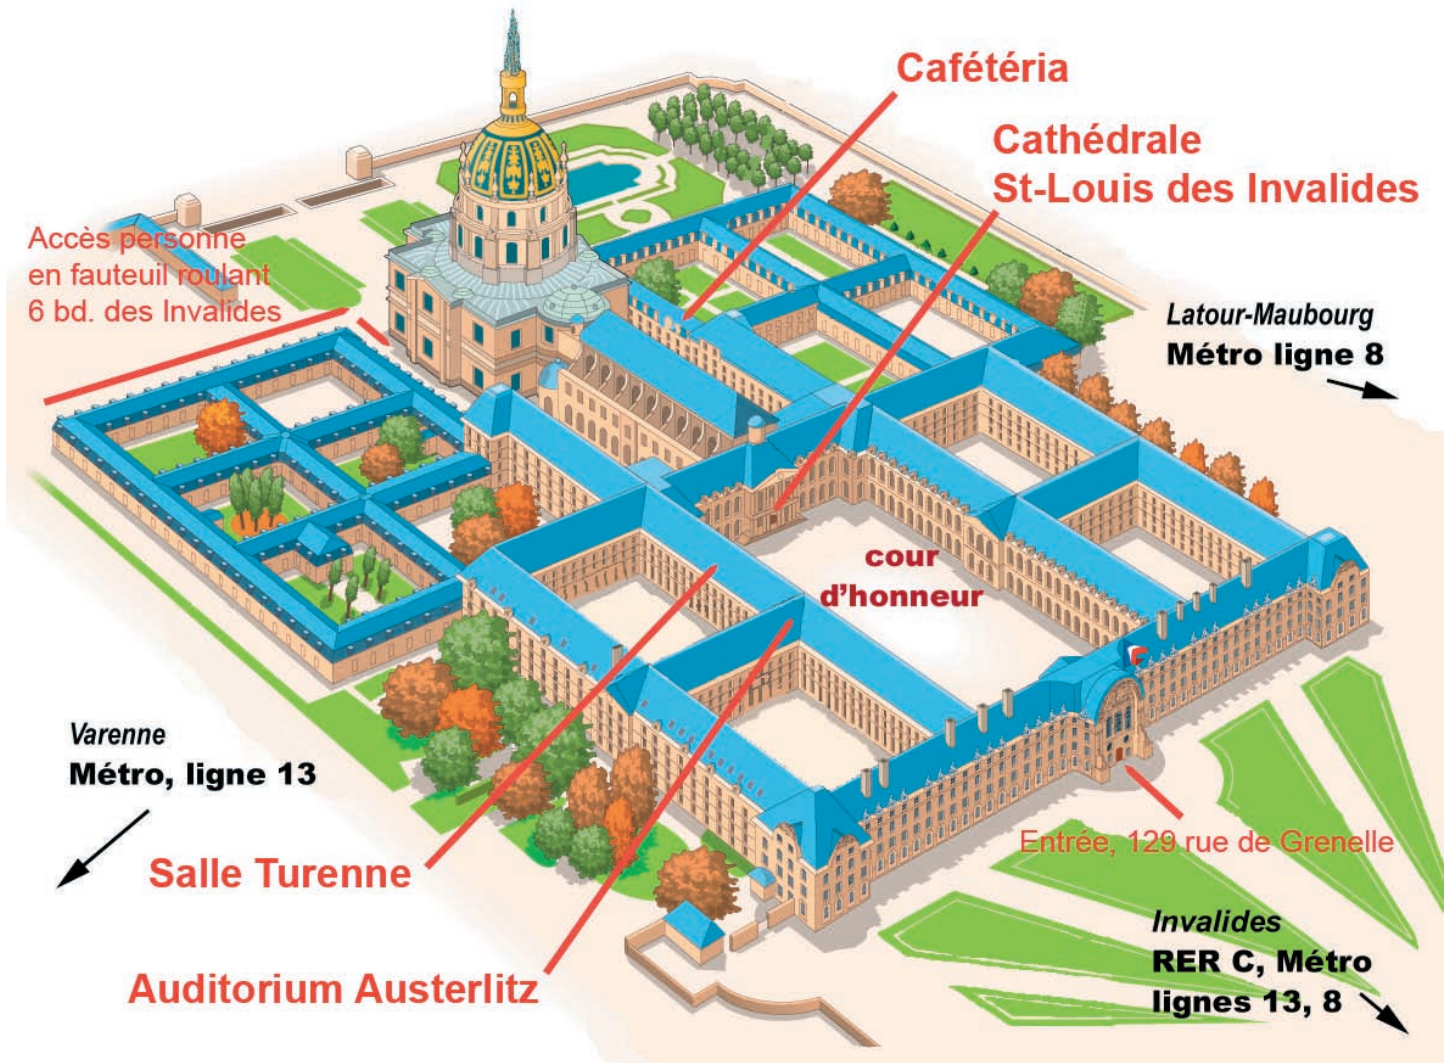 Cafétéria
Cathédrale
St-Louis des Invalides
Accès personne
en fauteuil roulant
6 bd. des Invalides
Latour-Maubourg
Métro ligne 8
cour
d'honneur
Varenne
Métro, ligne 13
Salle Turenne
Entrée, 129 rue de Grenelle
Auditorium Austerlitz
Invalides
RER C, Métro
lignes 13, 8